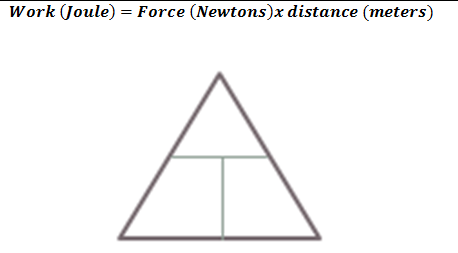 Work (Joule) = Force (Newtons)x distance (meters)